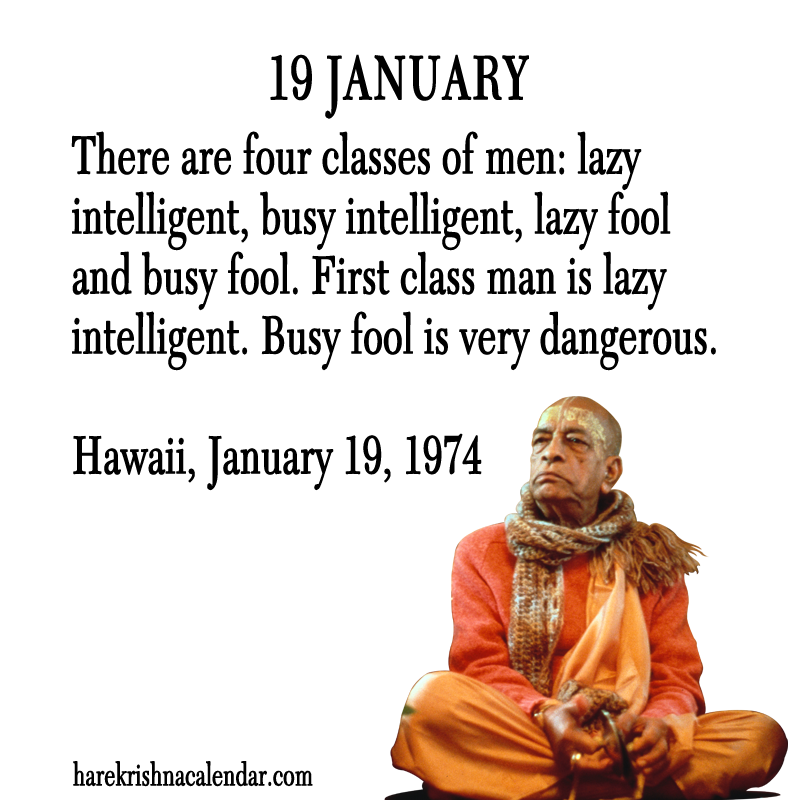 19 JANUARY
There are four classes of men: lazy
intelligent, busy intelligent, lazy fool
and busy fool. First class man is lazy
intelligent. Busy fool is very dangerous.
Hawaii, January 19, 1974
harekrishnacalendar.com